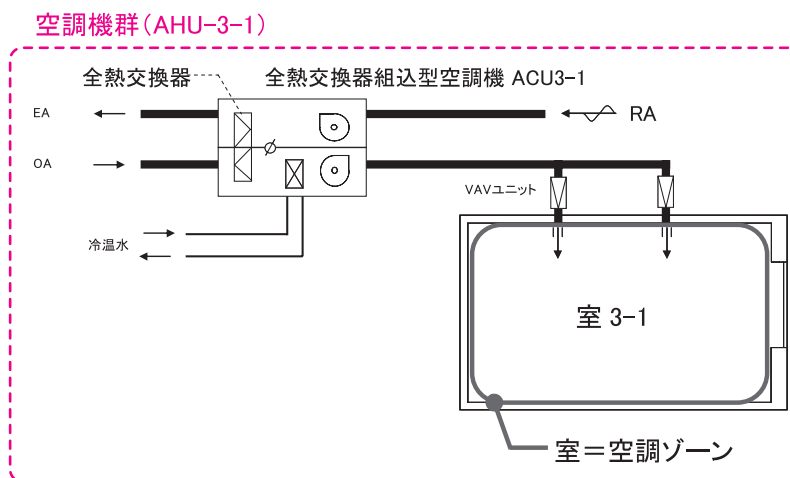 空調機群(AHU-3-1)
全熱交換器
全熱交換器組込型空調機 ACU3-1
EA
RA
OA
VAVユニット
冷温水
室 3-1
室=空調ゾーン